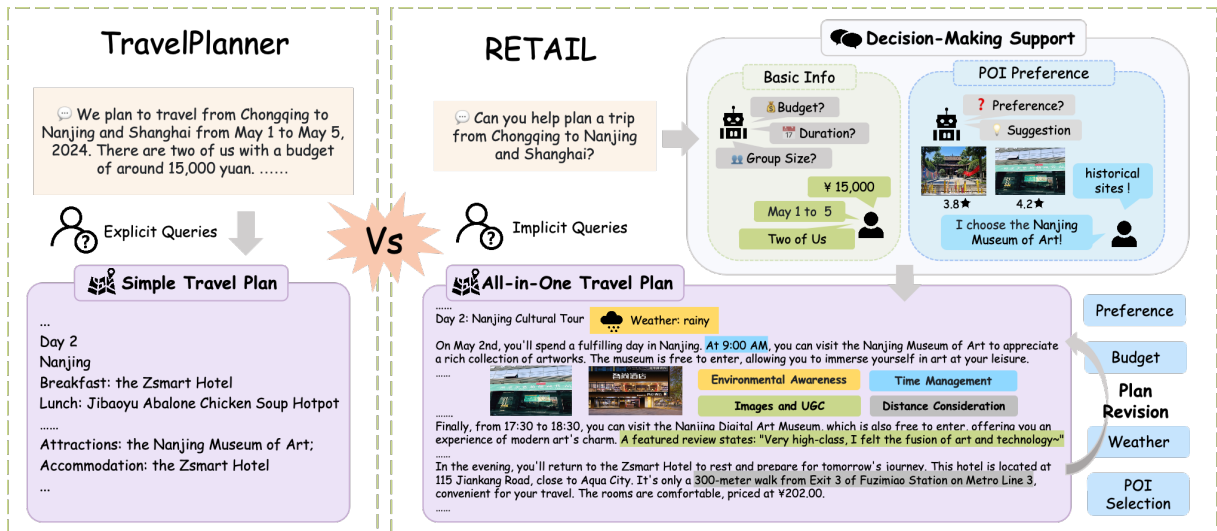 TravelPlanner
We plan to travel from Chongqing to
Nanjing and Shanghai from May 1 to May 5,
2024. There are two of us with a budget
of around 15,000 yuan. ......
Explicit Queries
Simple Travel Plan
...
Day 2
Nanjing
Breakfast: the Zsmart Hotel
Lunch: Jibaoyu Abalone Chicken Soup Hotpot
......
Attractions: the Nanjing Museum of Art;
Accommodation: the Zsmart Hotel
...
Vs
RETAIL
Can you help plan a trip
from Chongqing to Nanjing
and Shanghai?
Implicit Queries
Decision-Making Support
Basic Info
Budget?
Duration?
Group Size?
¥ 15,000
May 1 to 5
Two of Us
POI Preference
Preference?
Suggestion
3.8★
4.2★
historical
sites !
I choose the Nanjing
Museum of Art!
All-in-One Travel Plan
......
Day 2: Nanjing Cultural Tour
Weather: rainy
On May 2nd, you'll spend a fulfilling day in Nanjing. At 9:00 AM, you can visit the Nanjing Museum of Art to appreciate
a rich collection of artworks. The museum is free to enter, allowing you to immerse yourself in art at your leisure.
......
Environmental Awareness
Time Management
Images and UGC
Distance Consideration
.......
Finally, from 17:30 to 18:30, you can visit the Nanjing Digital Art Museum, which is also free to enter, offering you an
experience of modern art's charm. A featured review states: "Very high-class, I felt the fusion of art and technology~"
......
In the evening, you'll return to the Zsmart Hotel to rest and prepare for tomorrow's journey. This hotel is located at
115 Jiankang Road, close to Aqua City. It's only a 300-meter walk from Exit 3 of Fuzimiao Station on Metro Line 3,
convenient for your travel. The rooms are comfortable, priced at ¥202.00.
......
Preference
Budget
Plan
Revision
Weather
POI
Selection